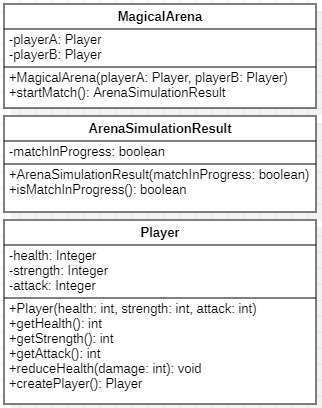 MagicalArena
-playerA: Player
-playerB: Player
+MagicalArena(playerA: Player, playerB: Player)
+startMatch(): ArenaSimulationResult
ArenaSimulationResult
-matchInProgress: boolean
+ArenaSimulationResult(matchInProgress: boolean)
+isMatchInProgress(): boolean
Player
-health: Integer
-strength: Integer
-attack: Integer
+Player(health: int, strength: int, attack: int)
+getHealth(): int
+getStrength(): int
+getAttack(): int
+reduceHealth(damage: int): void
+createPlayer(): Player